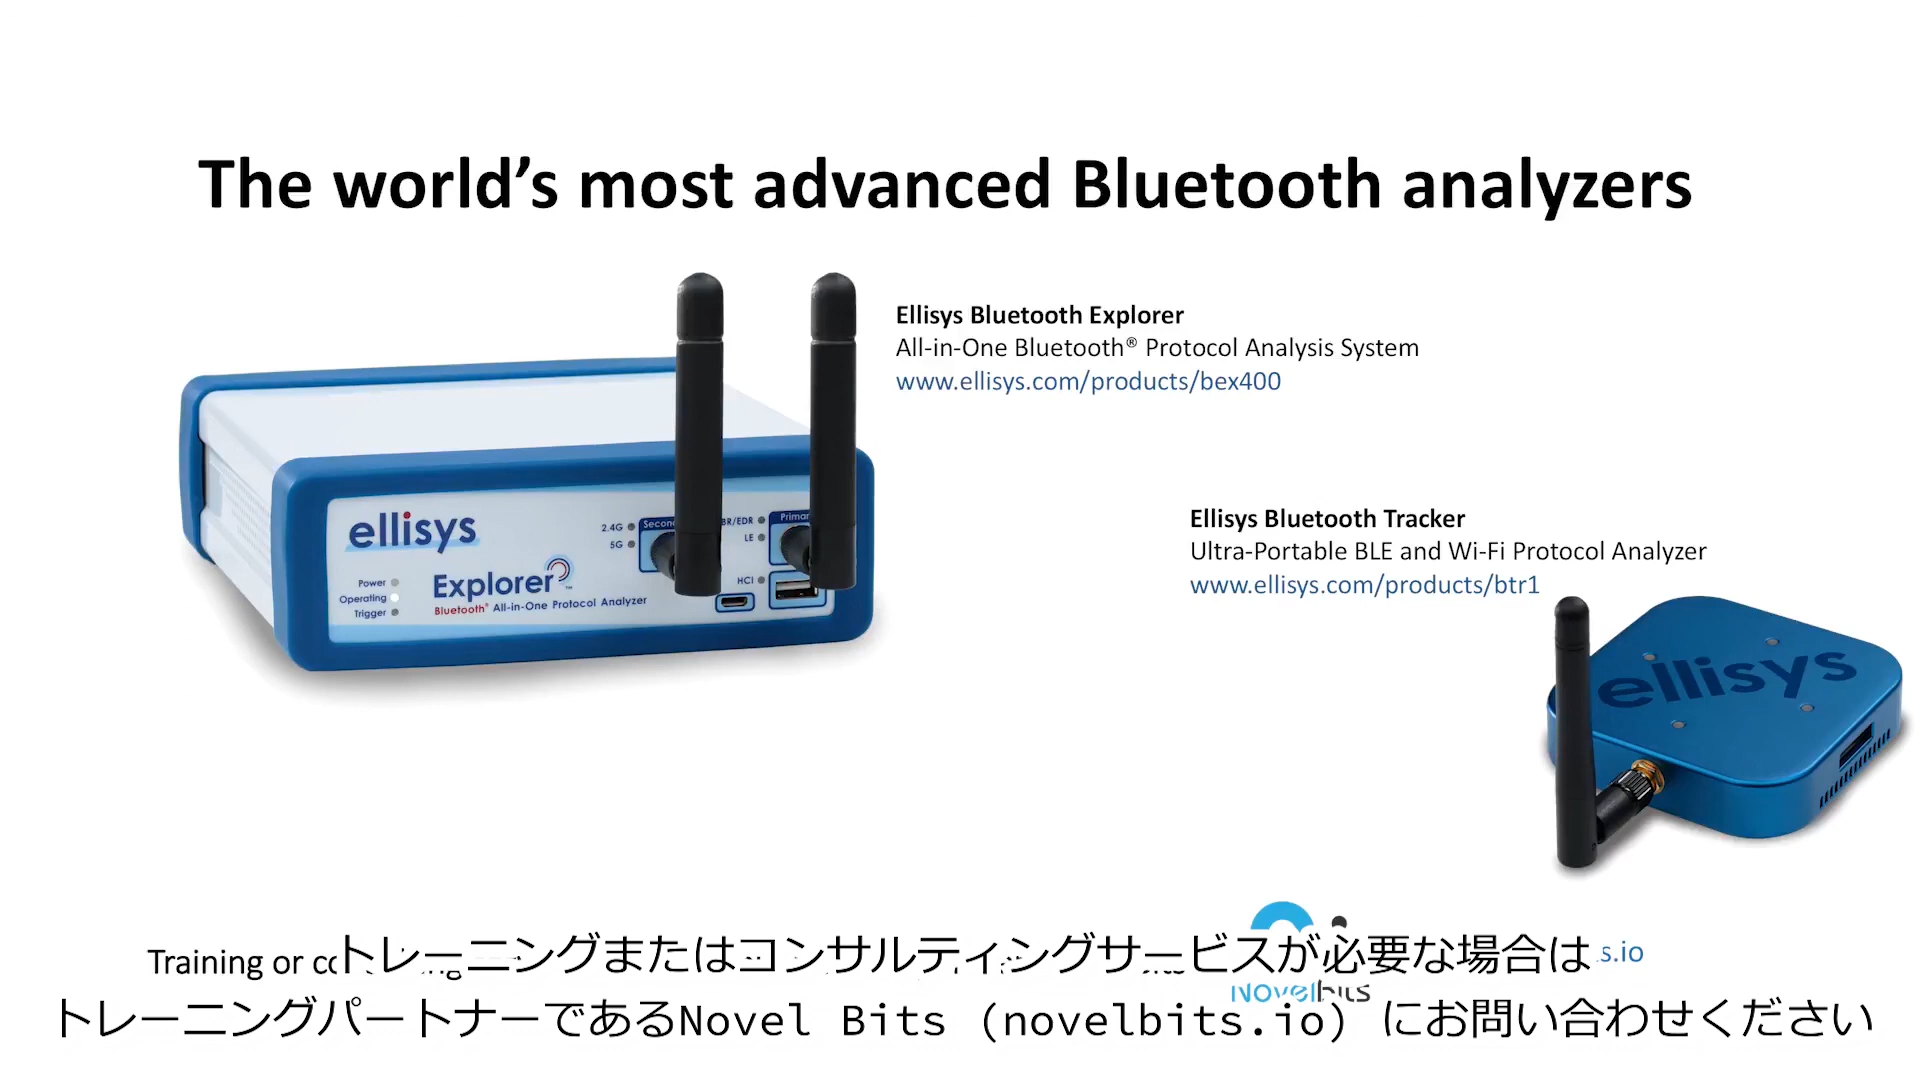 The world’s most advanced Bluetooth analyzers
Ellisys Bluetooth Explorer
All-in-One Bluetooth® Protocol Analysis System
www.ellisys.com/products/bex400
ellisys
2.4G
5G
BR/EDR
LE
HCI
Power
Operating
Trigger
Explorer™
Bluetooth® All-in-One Protocol Analyzer
Ellisys Bluetooth Tracker
Ultra-Portable BLE and Wi-Fi Protocol Analyzer
www.ellisys.com/products/btr1
ellisys
Training or
s.io
Novelbits
トレーニングまたはコンサルティングサービスが必要な場合は
トレーニングパートナーであるNovel Bits (novelbits.io) にお問い合わせください